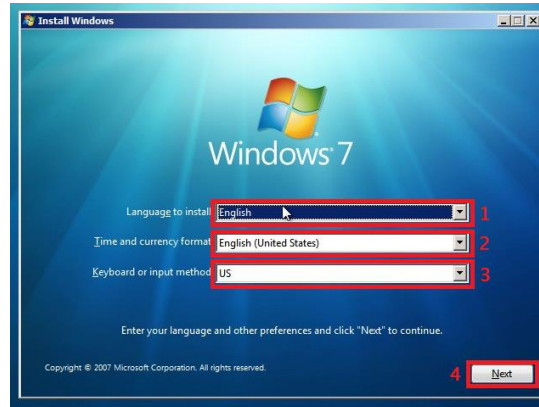 Install Windows
Windows 7
Language to install English 1
Time and currency format English (United States) 2
Keyboard or input method US 3
Enter your language and other preferences and click "Next" to continue.
Copyright © 2007 Microsoft Corporation. All rights reserved.
4 Next